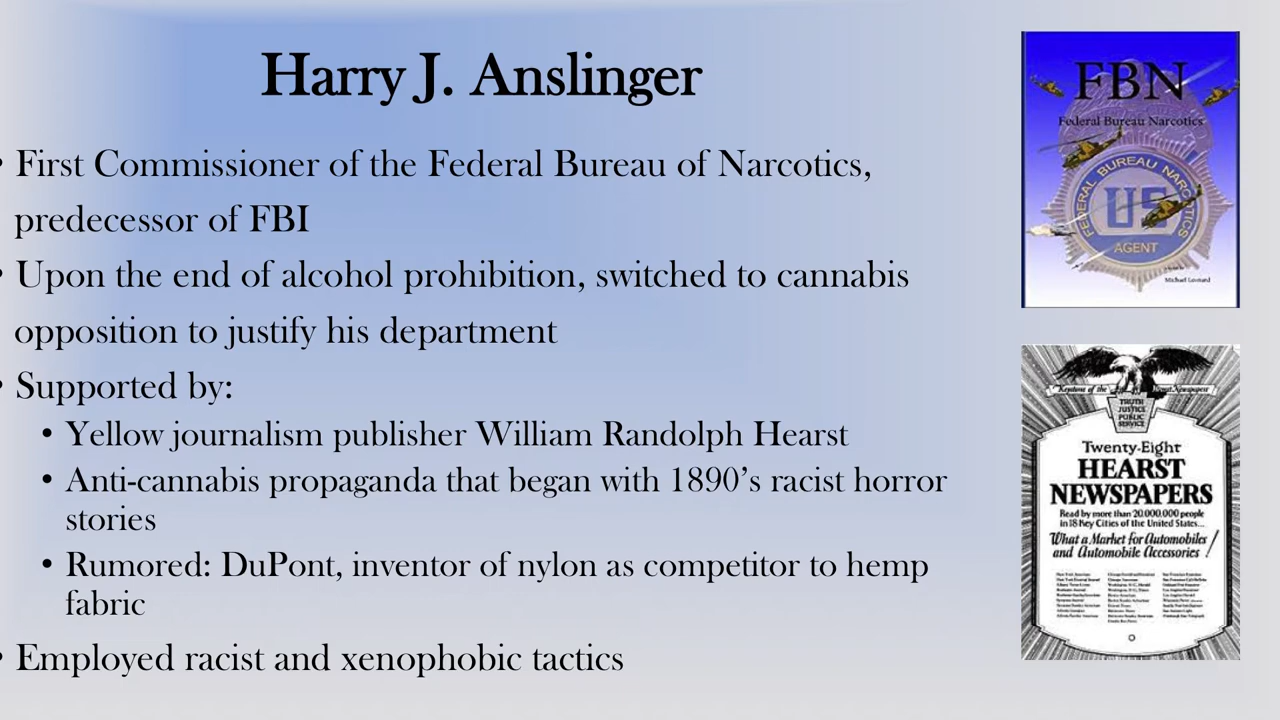 Harry J. Anslinger
• First Commissioner of the Federal Bureau of Narcotics,
predecessor of FBI
• Upon the end of alcohol prohibition, switched to cannabis
opposition to justify his department
• Supported by:
• Yellow journalism publisher William Randolph Hearst
• Anti-cannabis propaganda that began with 1890’s racist horror
stories
• Rumored: DuPont, inventor of nylon as competitor to hemp
fabric
• Employed racist and xenophobic tactics
FBN
Federal Bureau Narcotics
FEDERAL BUREAU NARCOTICS
US
AGENT
Michael Leonard
Keystone of the
TRUTH
JUSTICE
PUBLIC
SERVICE
Twenty-Eight
HEARST
NEWSPAPERS
Read by more than 20,000,000 people
in 18 Key Cities of the United States...
What a Market for Automobiles
and Automobile Accessories!